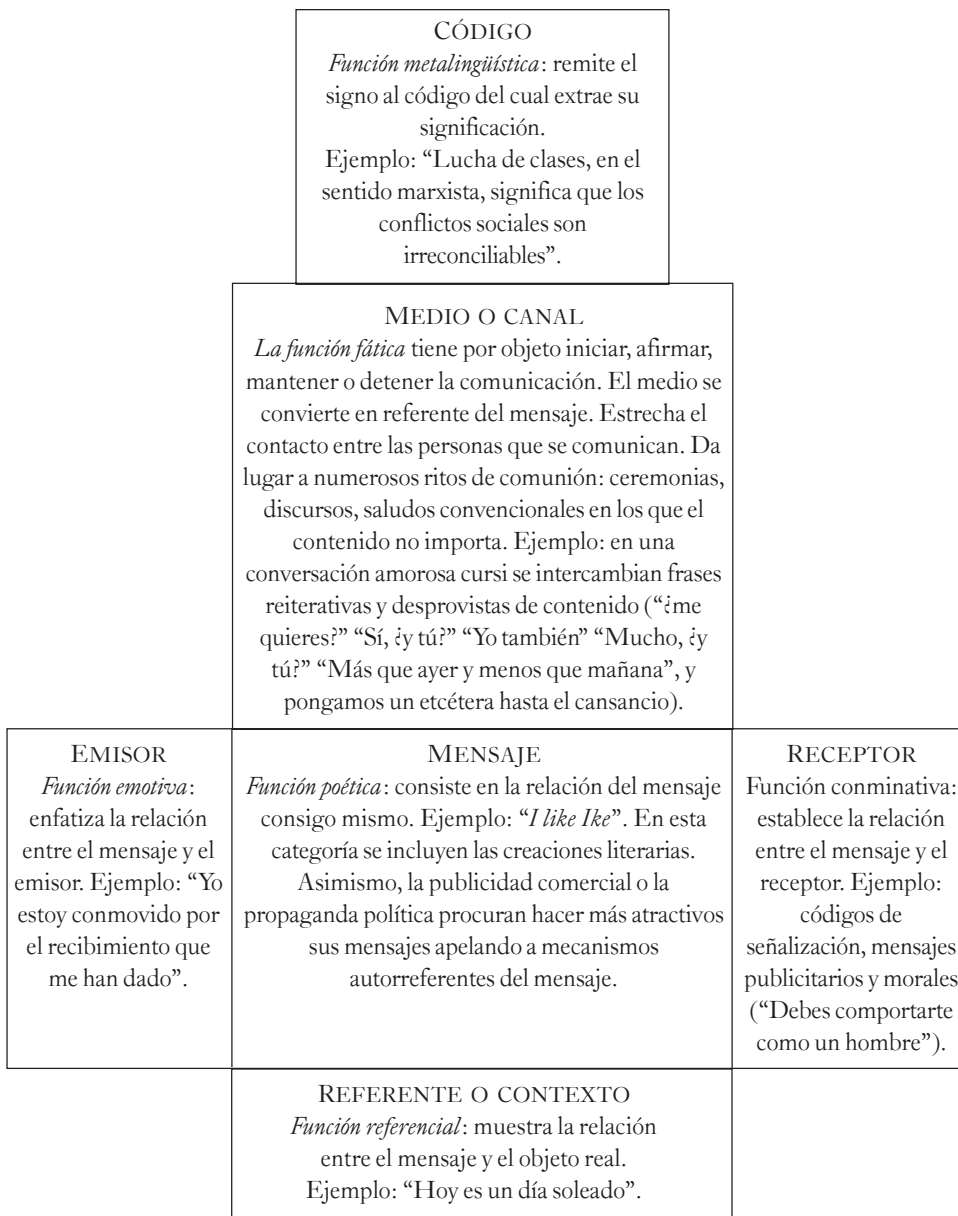 CÓDIGO
Función metalingüística: remite el
signo al código del cual extrae su
significación.
Ejemplo: “Lucha de clases, en el
sentido marxista, significa que los
conflictos sociales son
irreconciliables”.
MEDIO O CANAL
La función fática tiene por objeto iniciar, afirmar,
mantener o detener la comunicación. El medio se
convierte en referente del mensaje. Estrecha el
contacto entre las personas que se comunican. Da
lugar a numerosos ritos de comunión: ceremonias,
discursos, saludos convencionales en los que el
contenido no importa. Ejemplo: en una
conversación amorosa cursi se intercambian frases
reiterativas y desprovistas de contenido (“¿me
quieres?” “Sí, ¿y tú?” “Yo también” “Mucho, ¿y
tú?” “Más que ayer y menos que mañana”, y
pongamos un etcétera hasta el cansancio).
EMISOR
Función emotiva:
enfatiza la relación
entre el mensaje y el
emisor. Ejemplo: “Yo
estoy conmovido por
el recibimiento que
me han dado”.
MENSAJE
Función poética: consiste en la relación del mensaje
consigo mismo. Ejemplo: “I like Ike”. En esta
categoría se incluyen las creaciones literarias.
Asimismo, la publicidad comercial o la
propaganda política procuran hacer más atractivos
sus mensajes apelando a mecanismos
autorreferentes del mensaje.
RECEPTOR
Función conminativa:
establece la relación
entre el mensaje y el
receptor. Ejemplo:
códigos de
señalización, mensajes
publicitarios y morales
(“Debes comportarte
como un hombre”).
REFERENTE O CONTEXTO
Función referencial: muestra la relación
entre el mensaje y el objeto real.
Ejemplo: “Hoy es un día soleado”.